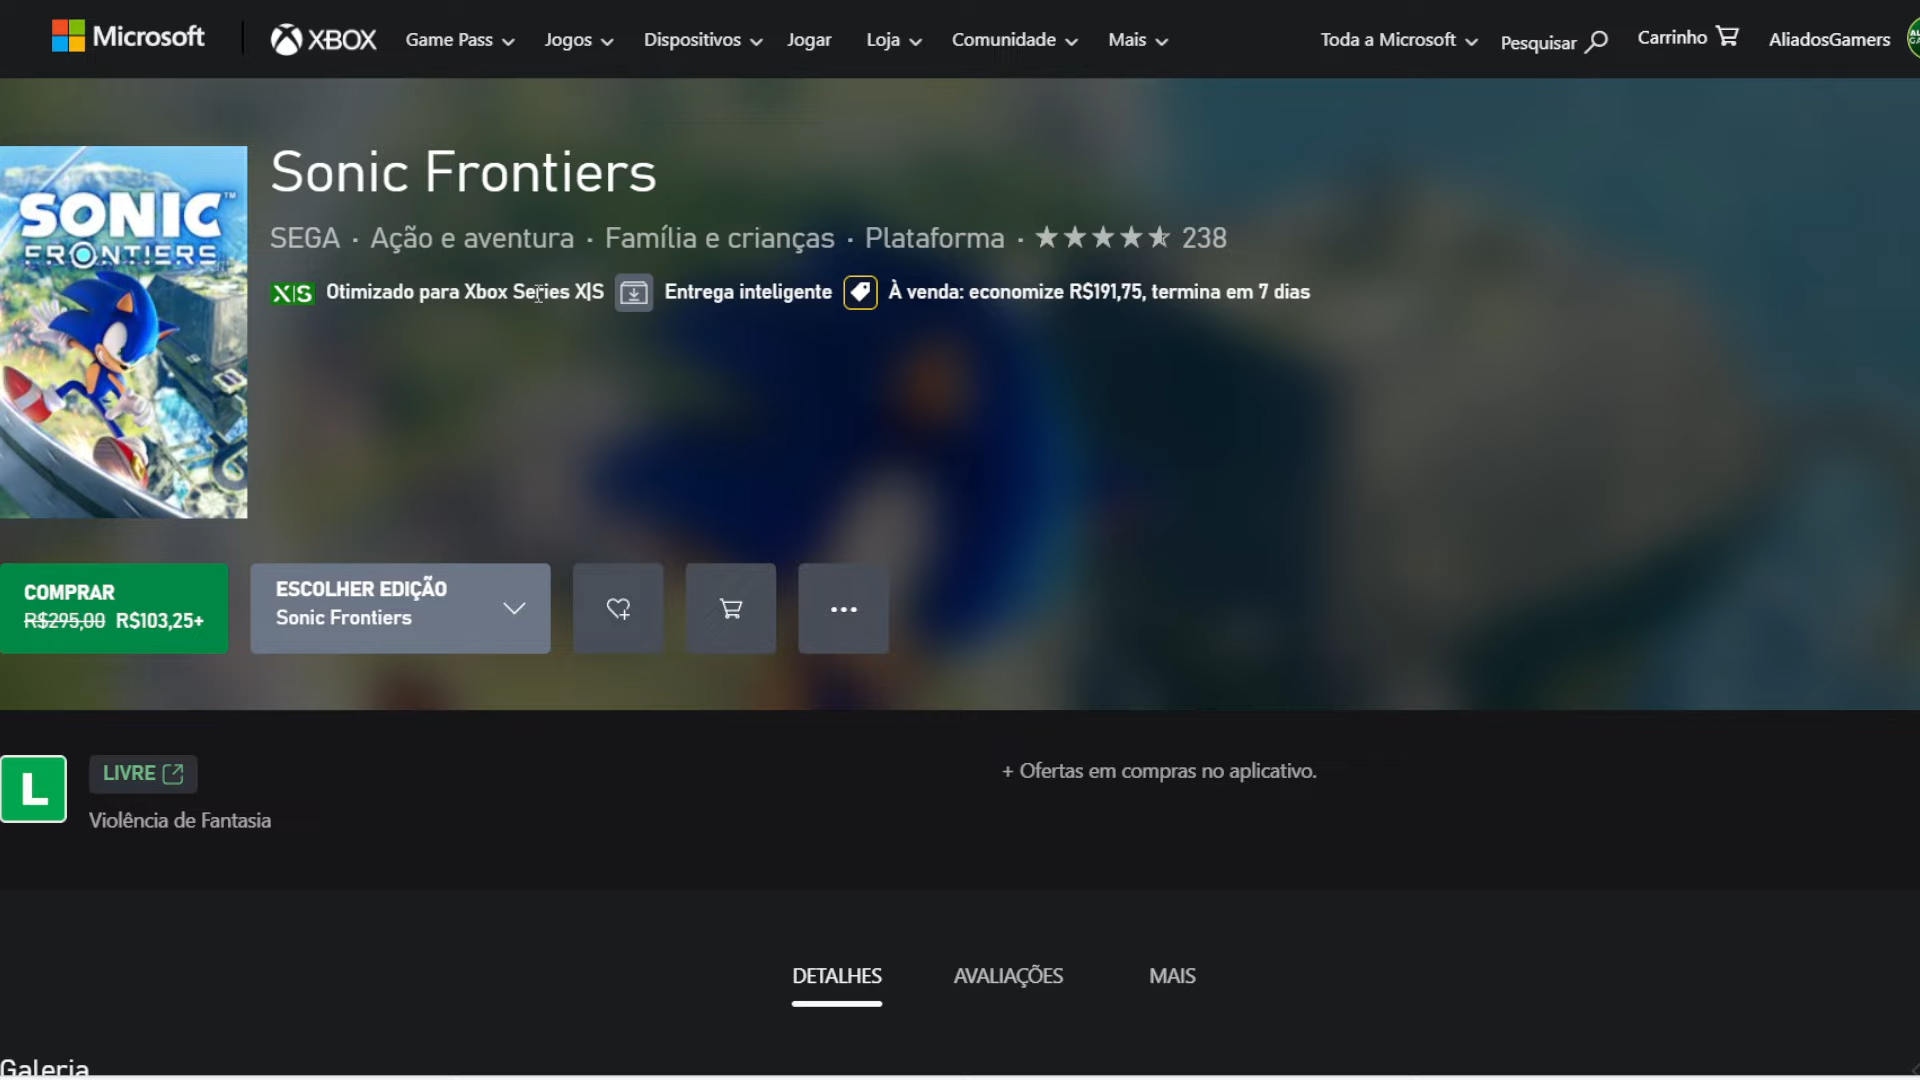 Microsoft XBOX Game Pass Jogos Dispositivos Jogar Loja Comunidade Mais Toda a Microsoft Pesquisar Carrinho AliadosGamers
Sonic Frontiers
SEGA · Ação e aventura · Família e crianças · Plataforma · ★★★★ 238
X|S Otimizado para Xbox Series X|S Entrega inteligente À venda: economize R$191,75, termina em 7 dias
SONIC™
FRONTIERS
COMPRAR
R$295,00 R$103,25+
ESCOLHER EDIÇÃO
Sonic Frontiers
L
LIVRE
Violência de Fantasia
+ Ofertas em compras no aplicativo.
DETALHES AVALIAÇÕES MAIS
Galeria